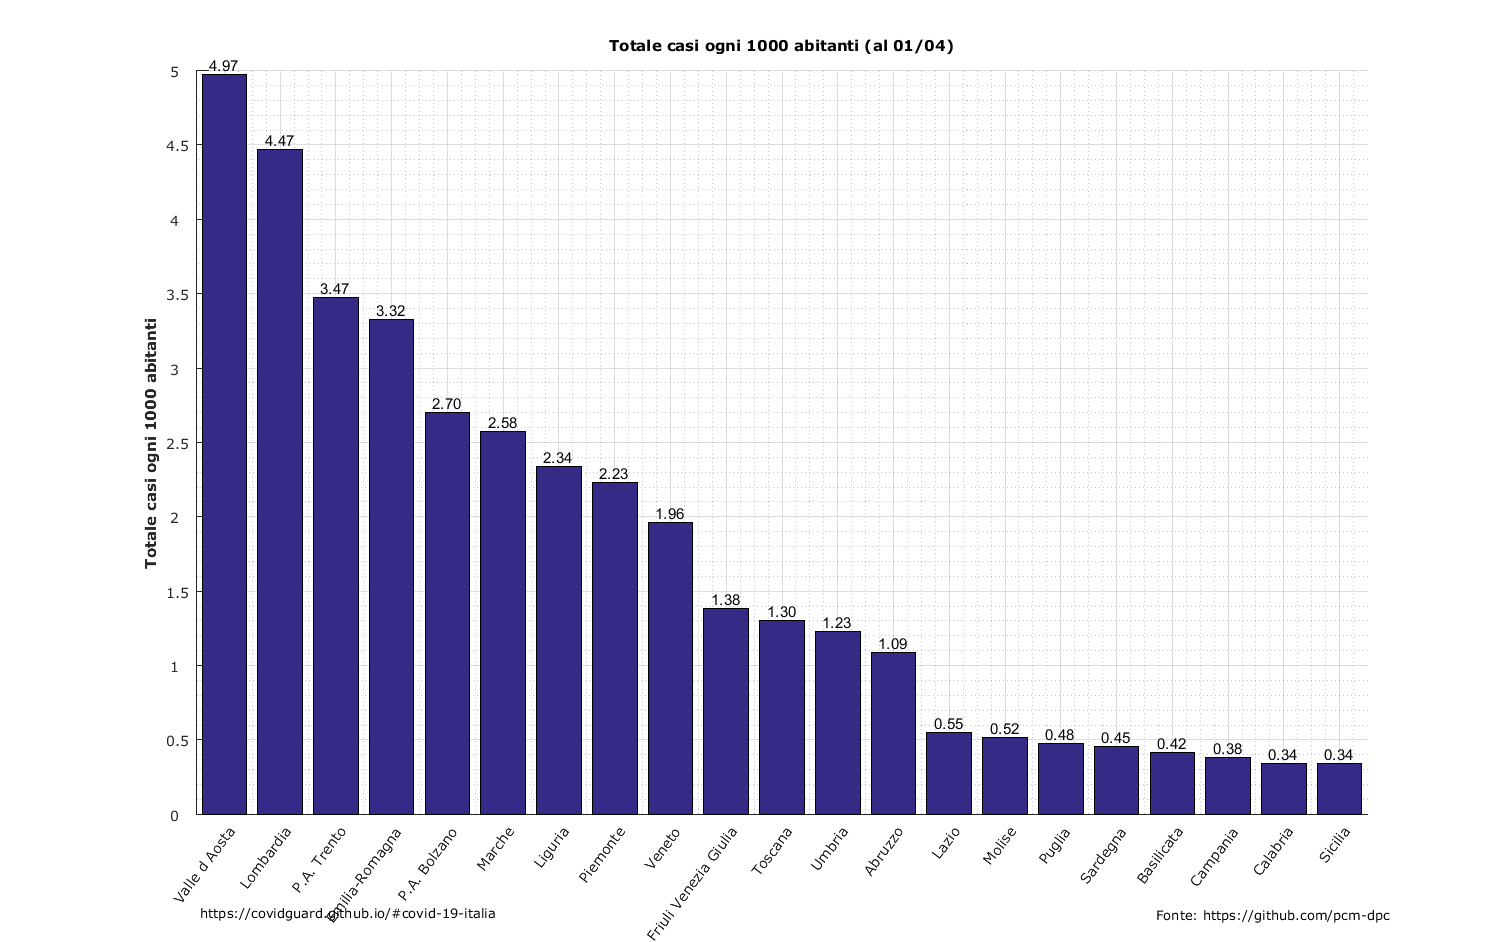 Totale casi ogni 1000 abitanti (al 01/04)
Totale casi ogni 1000 abitanti
5
4.5
4
3.5
3
2.5
2
1.5
1
0.5
0
4.97
4.47
3.47
3.32
2.70
2.58
2.34
2.23
1.96
1.38
1.30
1.23
1.09
0.55
0.52
0.48
0.45
0.42
0.38
0.34
0.34
Valle d Aosta
Lombardia
P.A. Trento
Emilia-Romagna
P.A. Bolzano
Marche
Liguria
Piemonte
Veneto
Friuli Venezia Giulia
Toscana
Umbria
Abruzzo
Lazio
Molise
Puglia
Sardegna
Basilicata
Campania
Calabria
Sicilia
https://covidguard.github.io/#covid-19-italia
Fonte: https://github.com/pcm-dpc